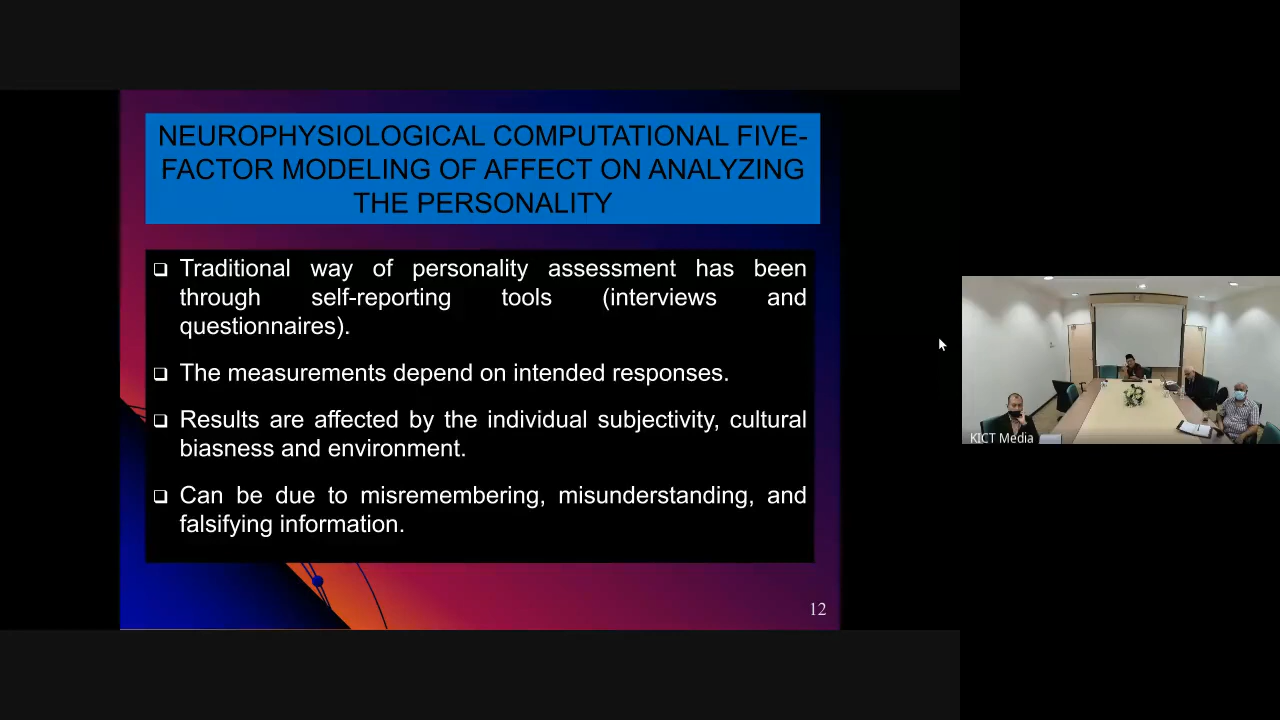 NEUROPHYSIOLOGICAL COMPUTATIONAL FIVE-
FACTOR MODELING OF AFFECT ON ANALYZING
THE PERSONALITY
❑ Traditional way of personality assessment has been
through self-reporting tools (interviews and
questionnaires).
❑ The measurements depend on intended responses.
❑ Results are affected by the individual subjectivity, cultural
biasness and environment.
❑ Can be due to misremembering, misunderstanding, and
falsifying information.
12
KICT Media